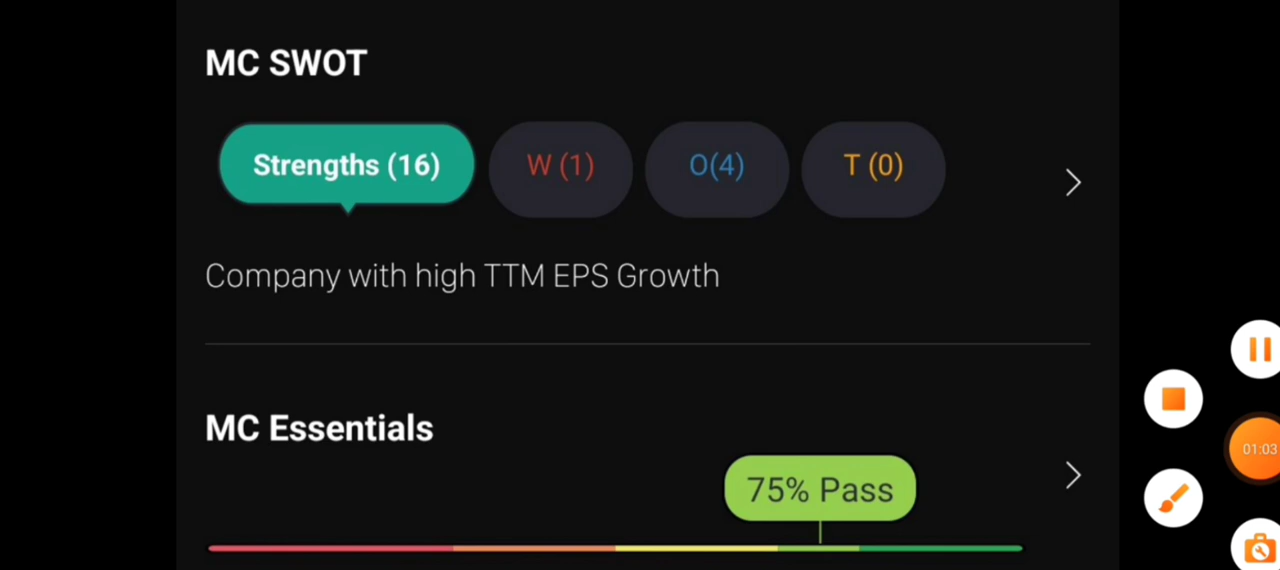 MC SWOT
Strengths (16) W (1) O(4) T (0)
Company with high TTM EPS Growth
MC Essentials
75% Pass
01:03